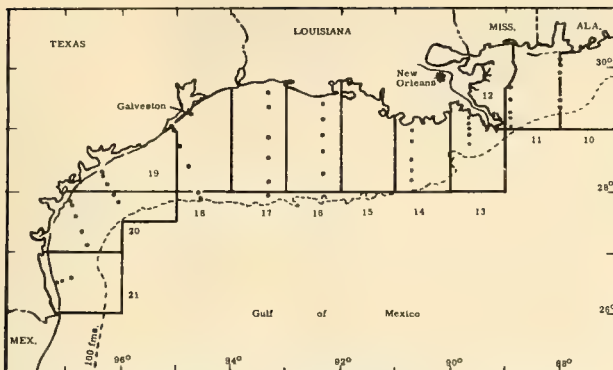 TEXAS
LOUISIANA
MISS.
ALA.
30°
New Orleans
12
Galveston
11
10
19
28°
18
17
16
15
14
13
20
21
Gulf of Mexico
26°
MEX.
100 fms.
96°
94°
92°
90°
88°